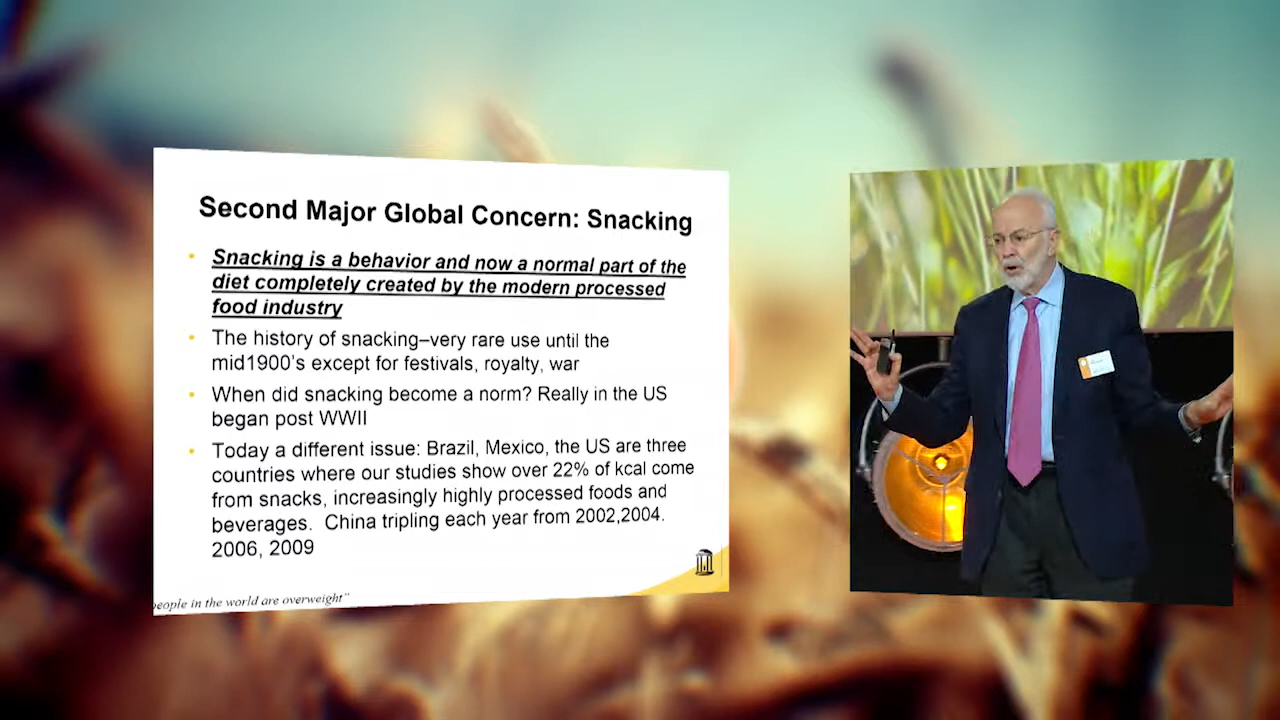 Second Major Global Concern: Snacking
Snacking is a behavior and now a normal part of the
diet completely created by the modern processed
food industry
The history of snacking–very rare use until the
mid1900's except for festivals, royalty, war
When did snacking become a norm? Really in the US
began post WWII
Today a different issue: Brazil, Mexico, the US are three
countries where our studies show over 22% of kcal come
from snacks, increasingly highly processed foods and
beverages. China tripling each year from 2002,2004.
2006, 2009
in the world are overweight"